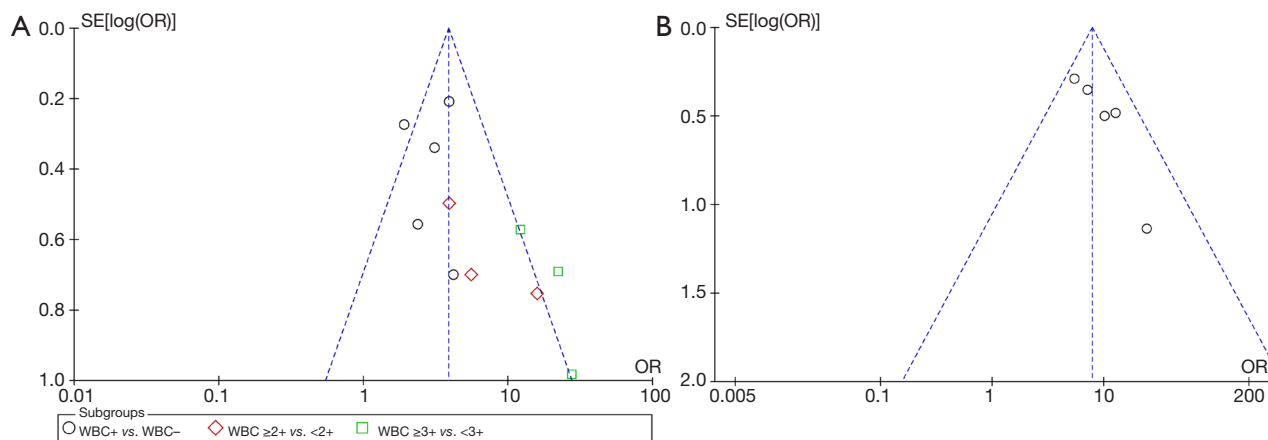 A
SE[log(OR)]
0.0
0.2
0.4
0.6
0.8
1.0
OR
0.01
0.1
1
10
100
Subgroups
WBC+ vs. WBC−
WBC ≥2+ vs. <2+
WBC ≥3+ vs. <3+
B
SE[log(OR)]
0.0
0.5
1.0
1.5
2.0
OR
0.005
0.1
1
10
200